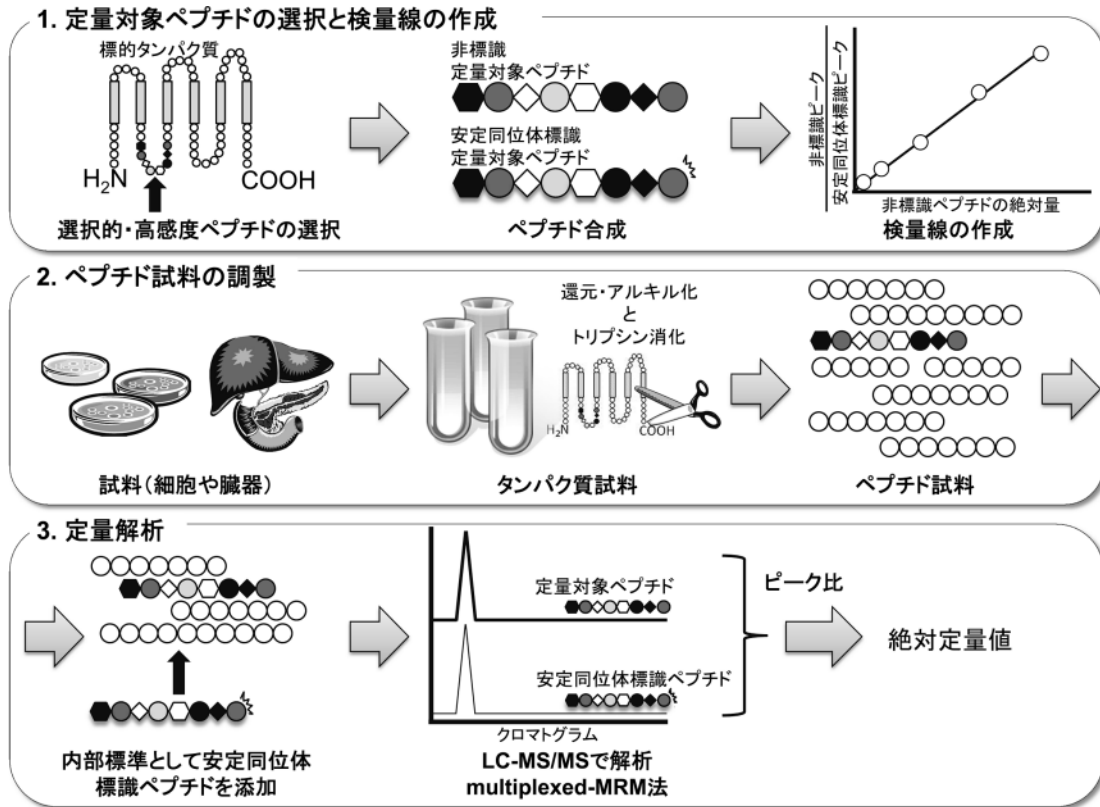 1. 定量対象ペプチドの選択と検量線の作成
標的タンパク質
H2N
COOH
選択的・高感度ペプチドの選択
非標識
定量対象ペプチド
安定同位体標識
定量対象ペプチド
ペプチド合成
非標識ピーク
安定同位体標識ピーク
非標識ペプチドの絶対量
検量線の作成
2. ペプチド試料の調製
試料(細胞や臓器)
還元・アルキル化
と
トリプシン消化
H2N
COOH
タンパク質試料
ペプチド試料
3. 定量解析
内部標準として安定同位体
標識ペプチドを添加
定量対象ペプチド
安定同位体標識ペプチド
クロマトグラム
LC-MS/MSで解析
multiplexed-MRM法
ピーク比
絶対定量値